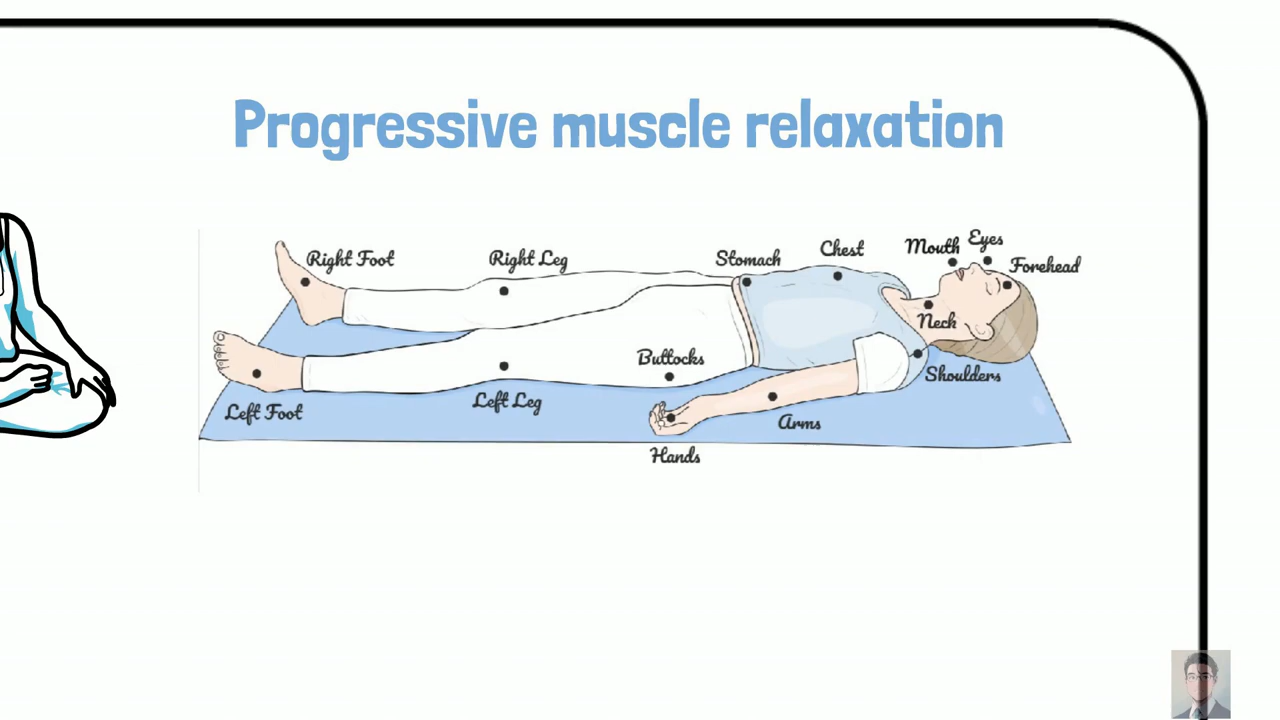 Progressive muscle relaxation
Right Foot
Right Leg
Stomach
Chest
Mouth
Eyes
Forehead
Neck
Buttocks
Shoulders
Left Foot
Left Leg
Arms
Hands